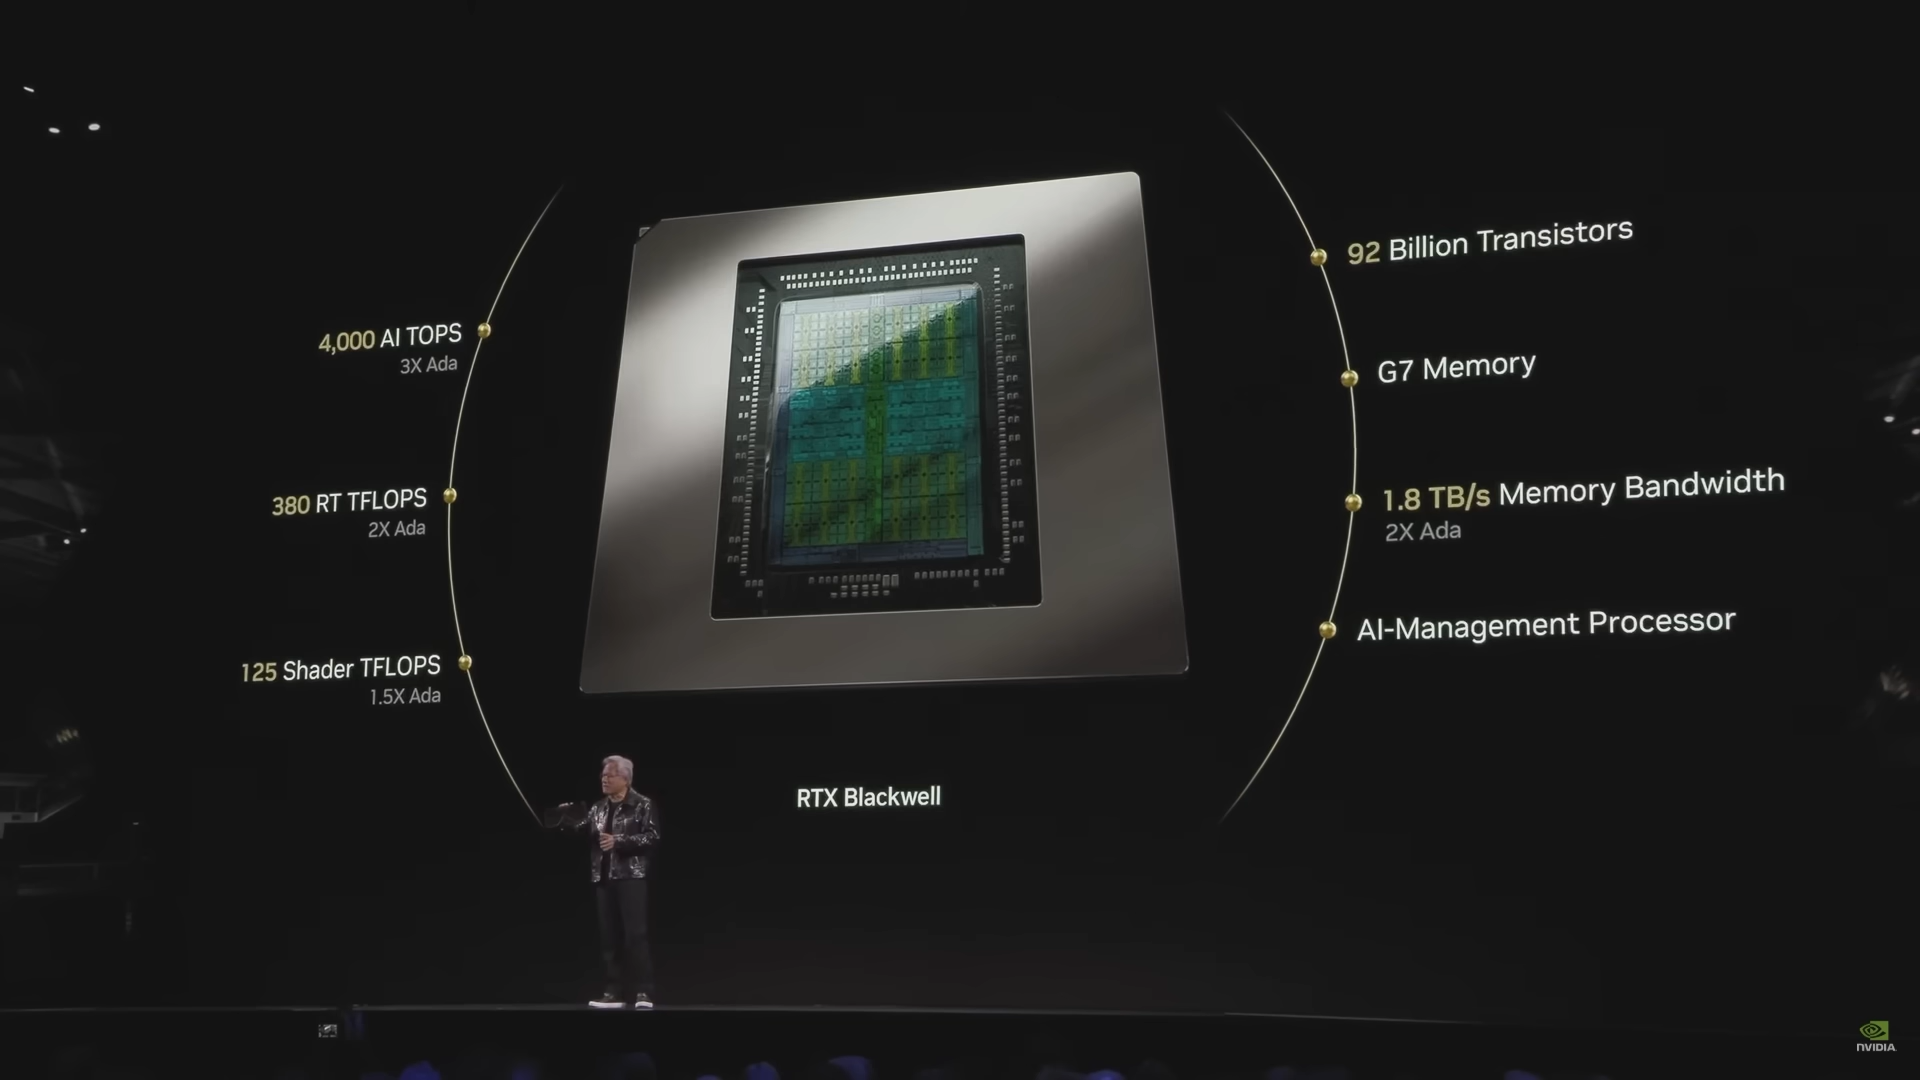 4,000 AI TOPS
3X Ada
380 RT TFLOPS
2X Ada
125 Shader TFLOPS
1.5X Ada
92 Billion Transistors
G7 Memory
1.8 TB/s Memory Bandwidth
2X Ada
AI-Management Processor
RTX Blackwell
NVIDIA